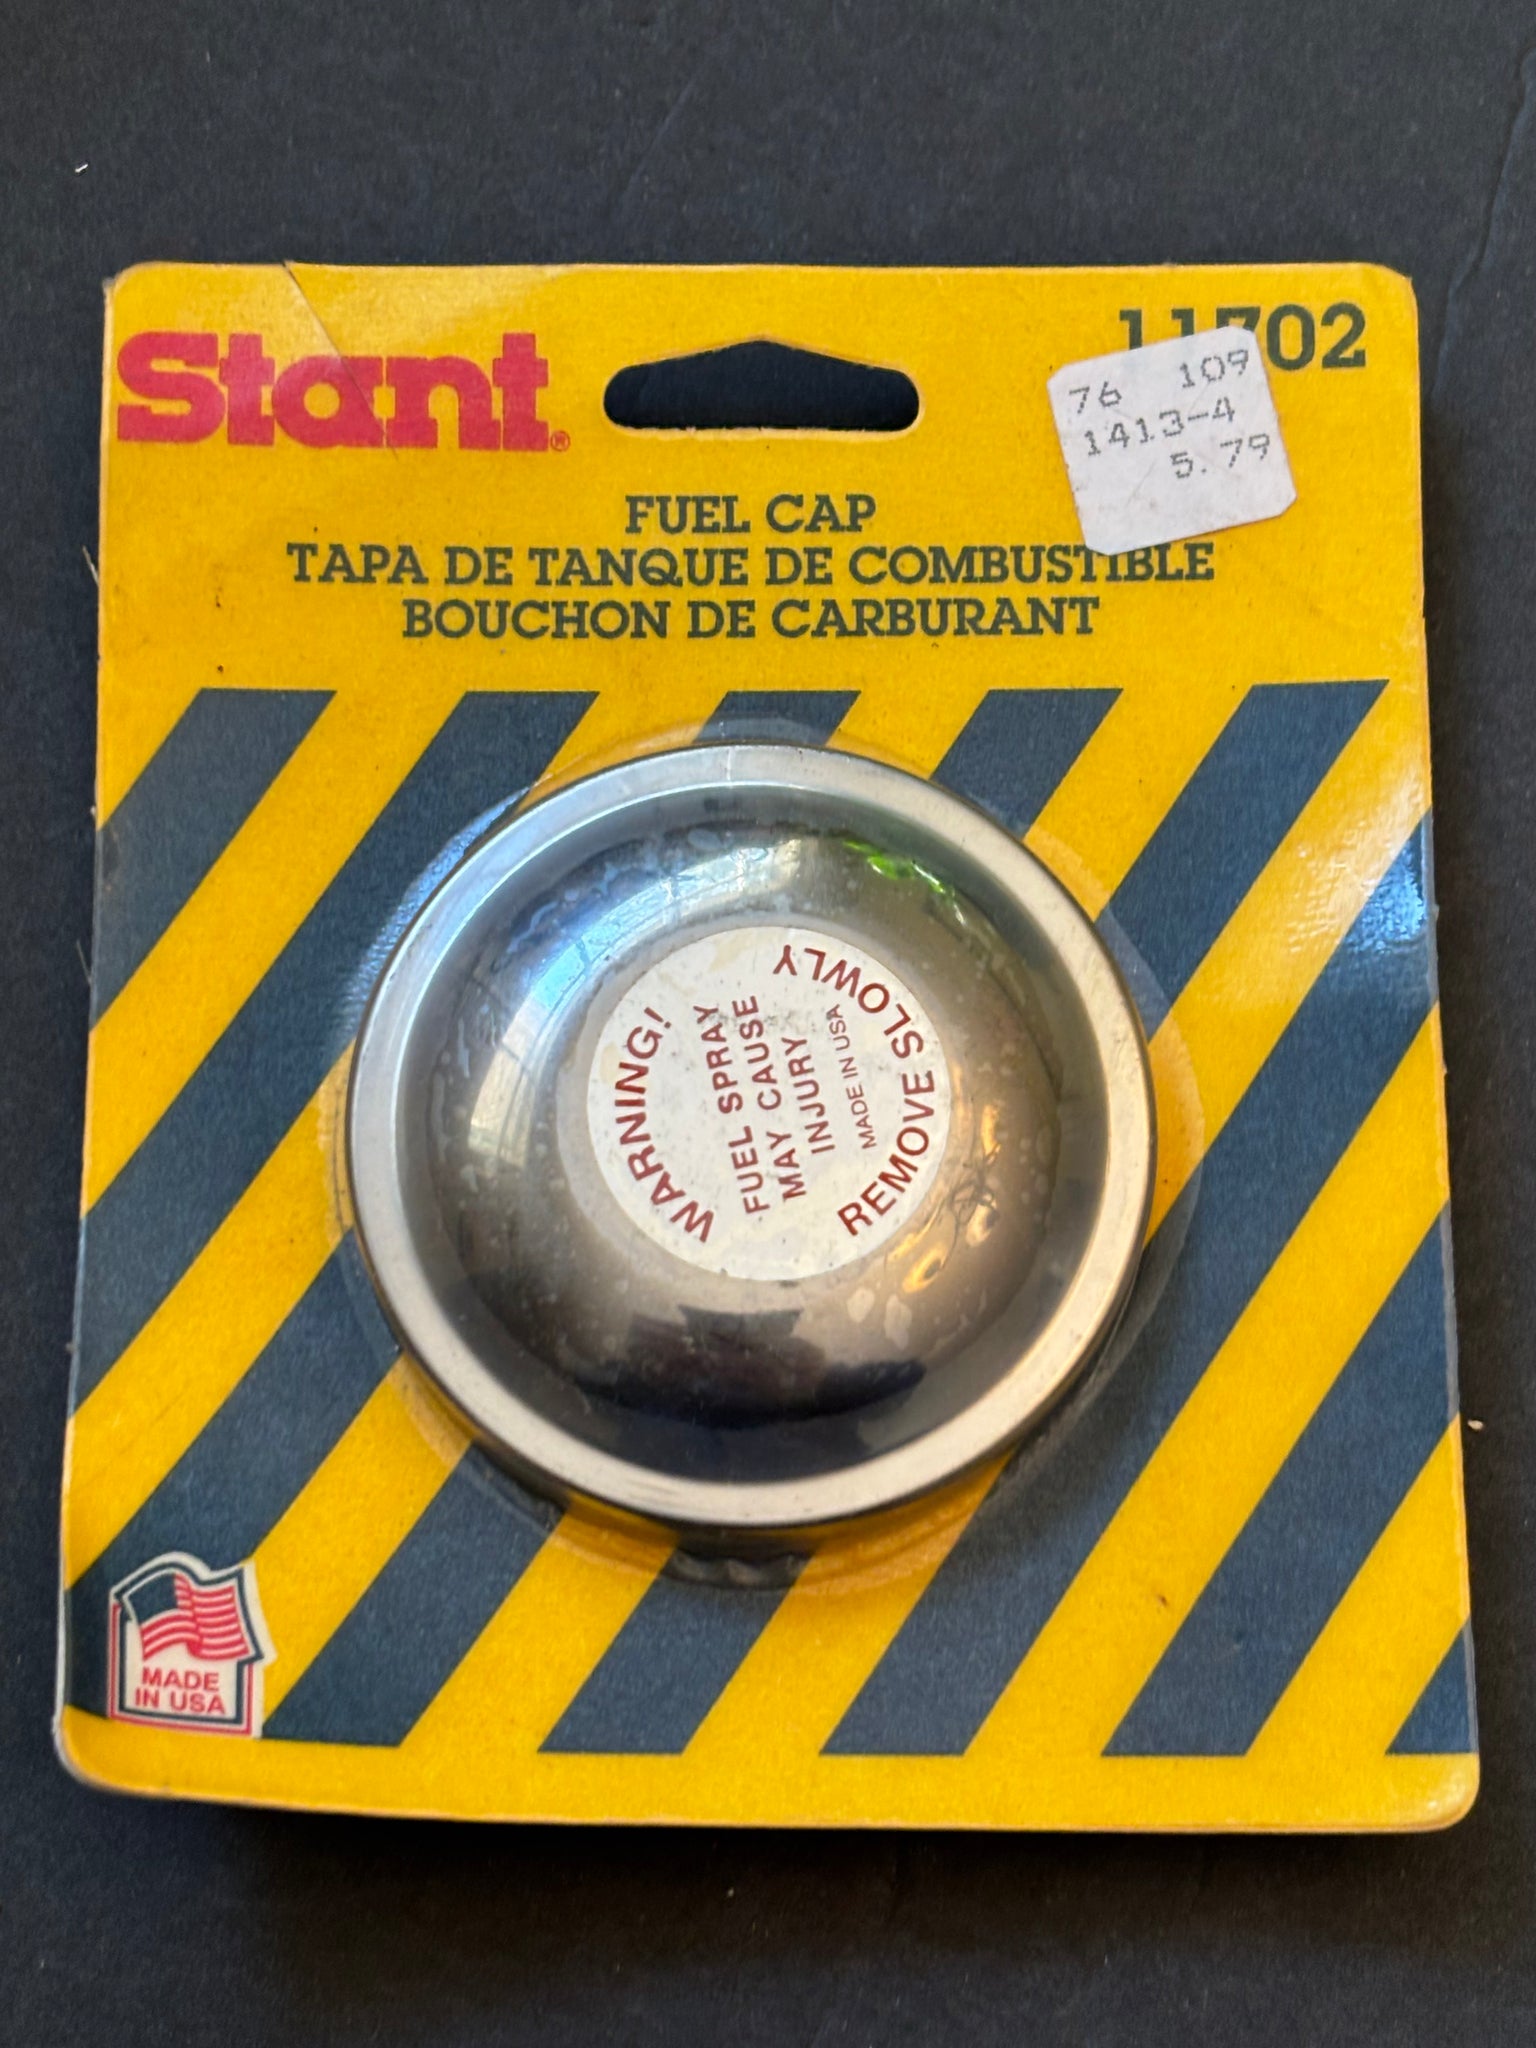 Stant®
11702
76 109
1413-4
5.79
FUEL CAP
TAPA DE TANQUE DE COMBUSTIBLE
BOUCHON DE CARBURANT
WARNING!
FUEL SPRAY
MAY CAUSE
INJURY
MADE IN USA
REMOVE SLOWLY
MADE
IN USA